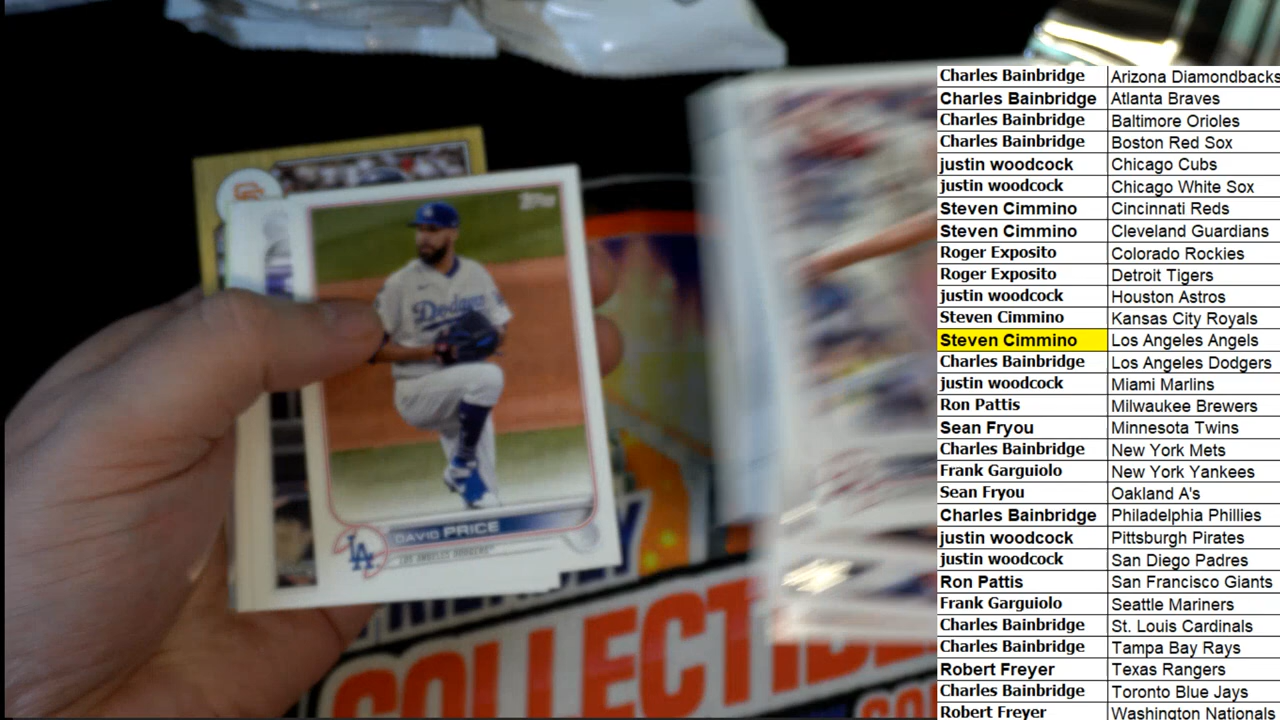 Topps
Dodgers
DAVID PRICE
LOS ANGELES DODGERS
LA
COLLECTI
Charles Bainbridge Arizona Diamondbacks
Charles Bainbridge Atlanta Braves
Charles Bainbridge Baltimore Orioles
Charles Bainbridge Boston Red Sox
justin woodcock Chicago Cubs
justin woodcock Chicago White Sox
Steven Cimmino Cincinnati Reds
Steven Cimmino Cleveland Guardians
Roger Exposito Colorado Rockies
Roger Exposito Detroit Tigers
justin woodcock Houston Astros
Steven Cimmino Kansas City Royals
Steven Cimmino Los Angeles Angels
Charles Bainbridge Los Angeles Dodgers
justin woodcock Miami Marlins
Ron Pattis Milwaukee Brewers
Sean Fryou Minnesota Twins
Charles Bainbridge New York Mets
Frank Garguiolo New York Yankees
Sean Fryou Oakland A's
Charles Bainbridge Philadelphia Phillies
justin woodcock Pittsburgh Pirates
justin woodcock San Diego Padres
Ron Pattis San Francisco Giants
Frank Garguiolo Seattle Mariners
Charles Bainbridge St. Louis Cardinals
Charles Bainbridge Tampa Bay Rays
Robert Freyer Texas Rangers
Charles Bainbridge Toronto Blue Jays
Robert Freyer Washington Nationals